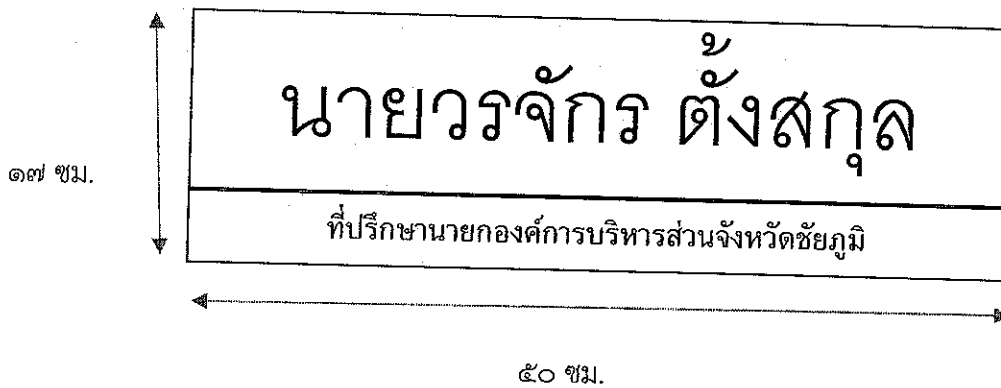 นายวรจักร ตั้งสกุล
๑๗ ซม.
ที่ปรึกษานายกองค์การบริหารส่วนจังหวัดชัยภูมิ
๕๐ ซม.